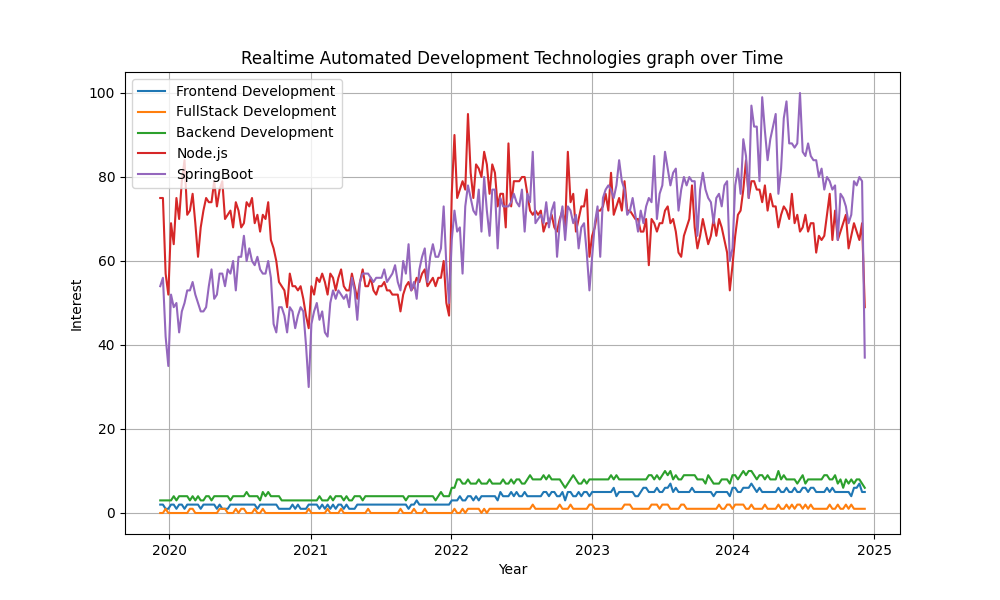 Realtime Automated Development Technologies graph over Time
Frontend Development
FullStack Development
Backend Development
Node.js
SpringBoot
100
80
60
40
20
0
Interest
2020 2021 2022 2023 2024 2025
Year